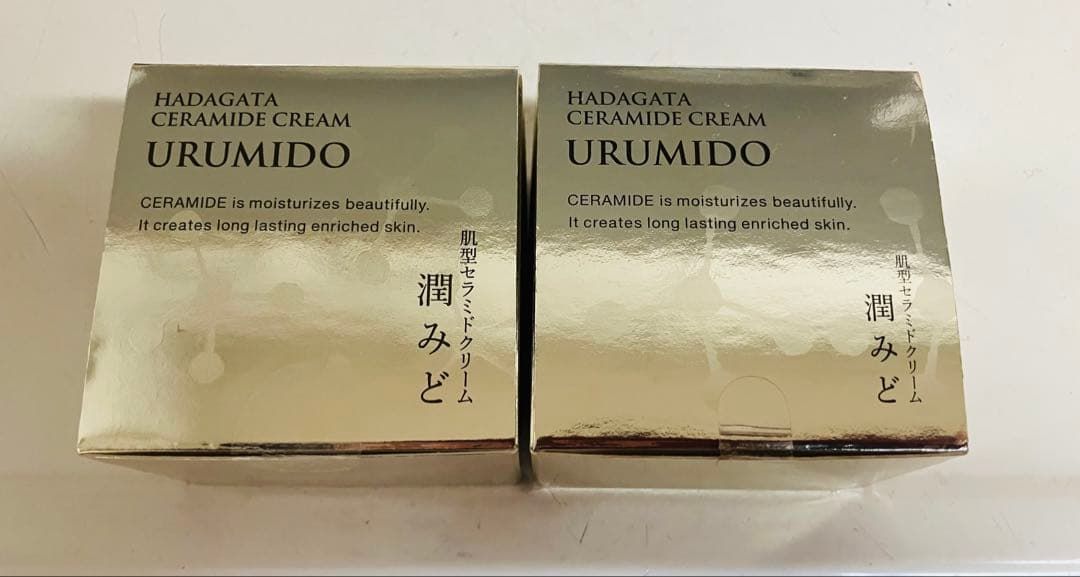 HADAGATA
CERAMIDE CREAM
URUMIDO
CERAMIDE is moisturizes beautifully.
It creates long lasting enriched skin.
肌型セラミドクリーム
潤みど
HADAGATA
CERAMIDE CREAM
URUMIDO
CERAMIDE is moisturizes beautifully.
It creates long lasting enriched skin.
肌型セラミドクリーム
潤みど